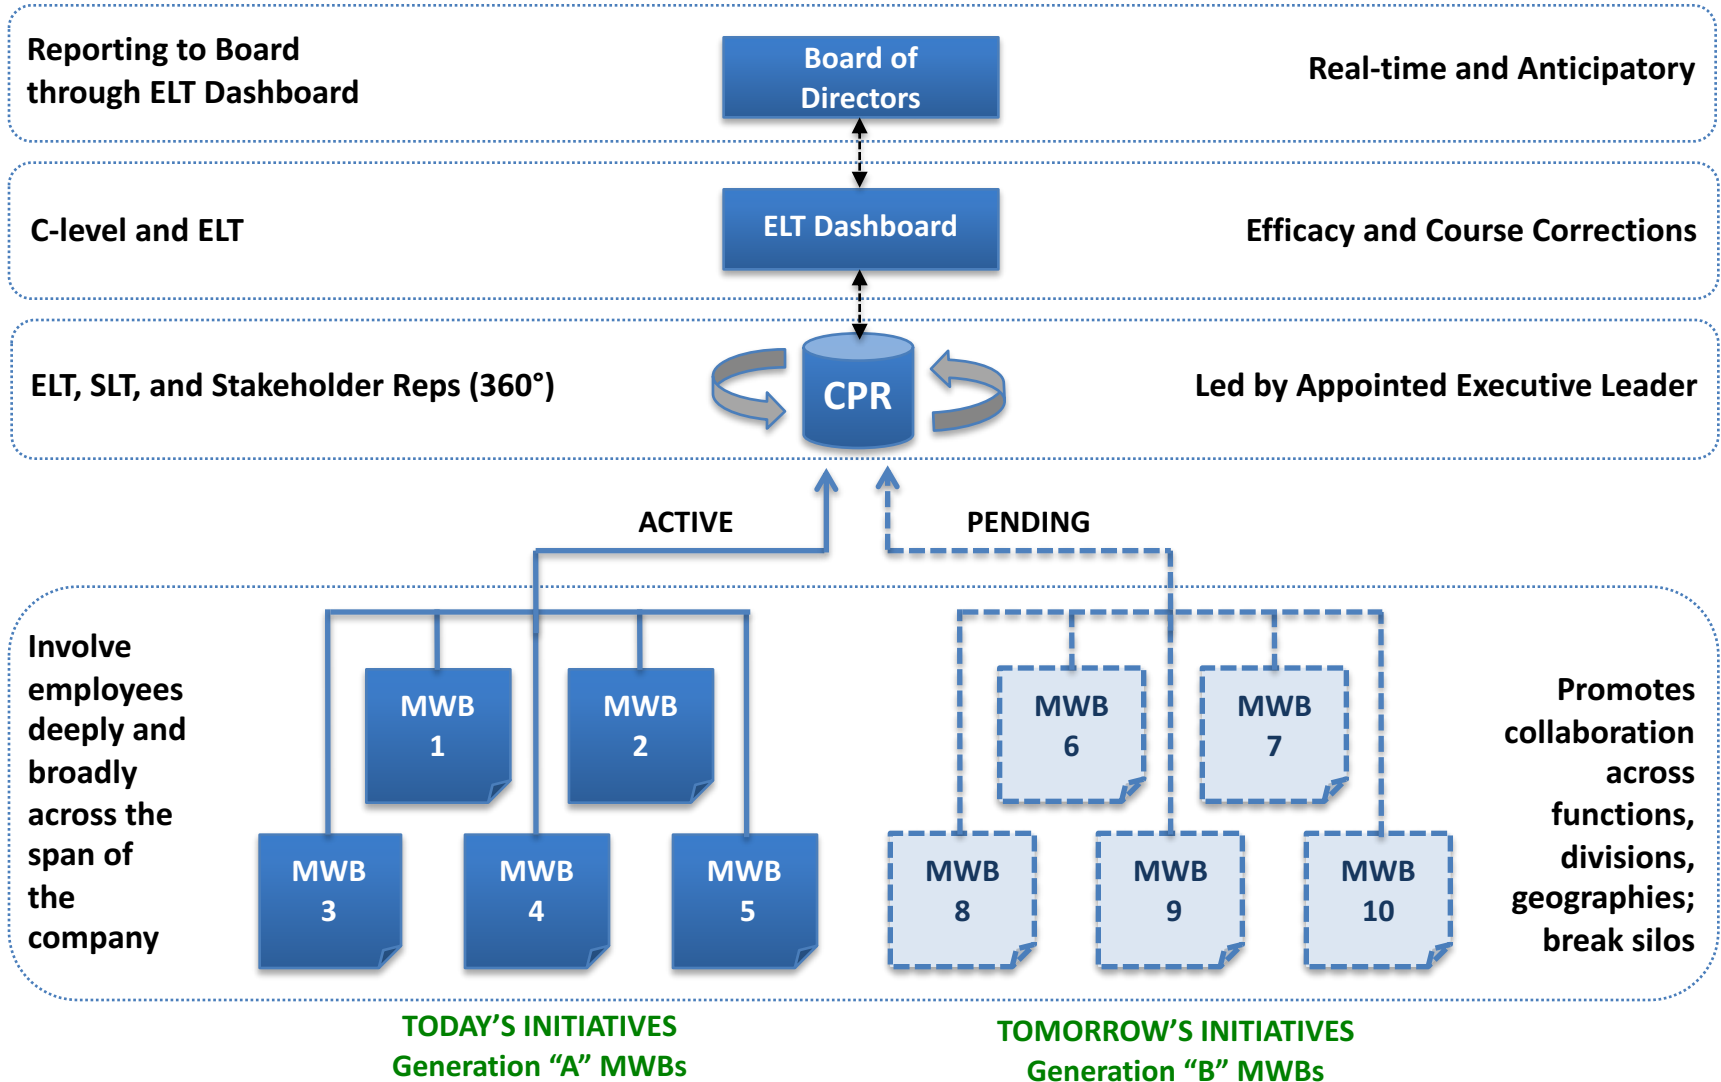 Reporting to Board
through ELT Dashboard
Board of
Directors
Real-time and Anticipatory
C-level and ELT
ELT Dashboard
Efficacy and Course Corrections
ELT, SLT, and Stakeholder Reps (360°)
CPR
Led by Appointed Executive Leader
ACTIVE
PENDING
Involve
employees
deeply and
broadly
across the
span of
the
company
MWB
1
MWB
2
MWB
3
MWB
4
MWB
5
MWB
6
MWB
7
MWB
8
MWB
9
MWB
10
Promotes
collaboration
across
functions,
divisions,
geographies;
break silos
TODAY’S INITIATIVES
Generation “A” MWBs
TOMORROW’S INITIATIVES
Generation “B” MWBs